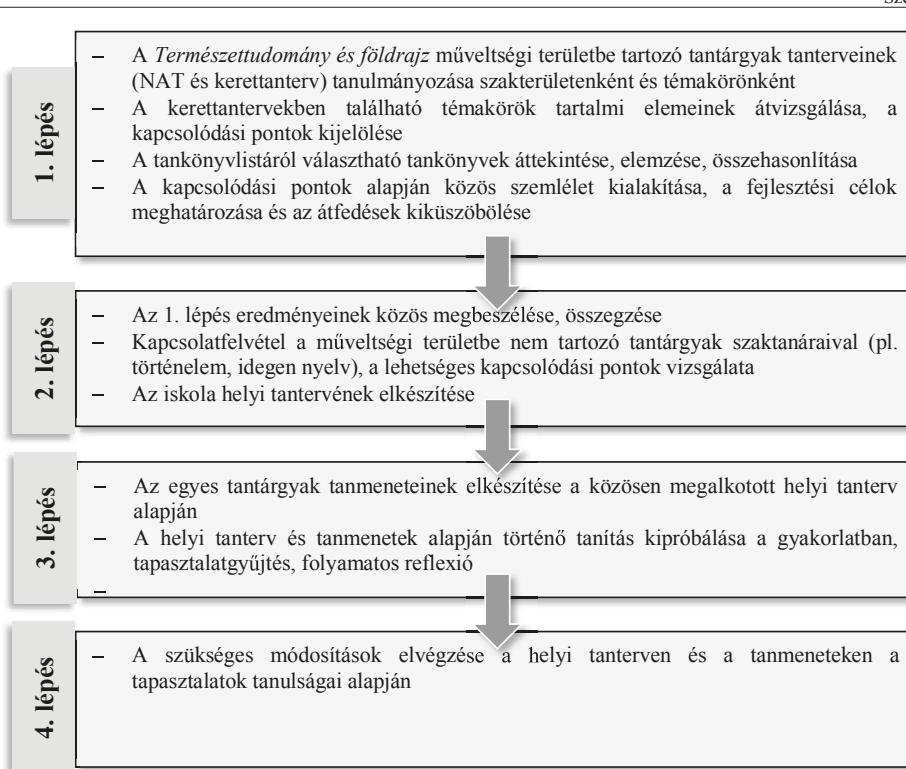 1. lépés
– A Természettudomány és földrajz műveltségi területbe tartozó tantárgyak tanterveinek
(NAT és kerettanterv) tanulmányozása szakterületenként és témakörönként
– A kerettantervekben található témakörök tartalmi elemeinek átvizsgálása, a
kapcsolódási pontok kijelölése
– A tankönyvlistáról választható tankönyvek áttekintése, elemzése, összehasonlítása
– A kapcsolódási pontok alapján közös szemlélet kialakítása, a fejlesztési célok
meghatározása és az átfedések kiküszöbölése
2. lépés
– Az 1. lépés eredményeinek közös megbeszélése, összegzése
– Kapcsolatfelvétel a műveltségi területbe nem tartozó tantárgyak szaktanáraival (pl.
történelem, idegen nyelv), a lehetséges kapcsolódási pontok vizsgálata
– Az iskola helyi tantervének elkészítése
3. lépés
– Az egyes tantárgyak tanmeneteinek elkészítése a közösen megalkotott helyi tanterv
alapján
– A helyi tanterv és tanmenetek alapján történő tanítás kipróbálása a gyakorlatban,
tapasztalatgyűjtés, folyamatos reflexió
–
4. lépés
– A szükséges módosítások elvégzése a helyi tanterven és a tanmeneteken a
tapasztalatok tanulságai alapján